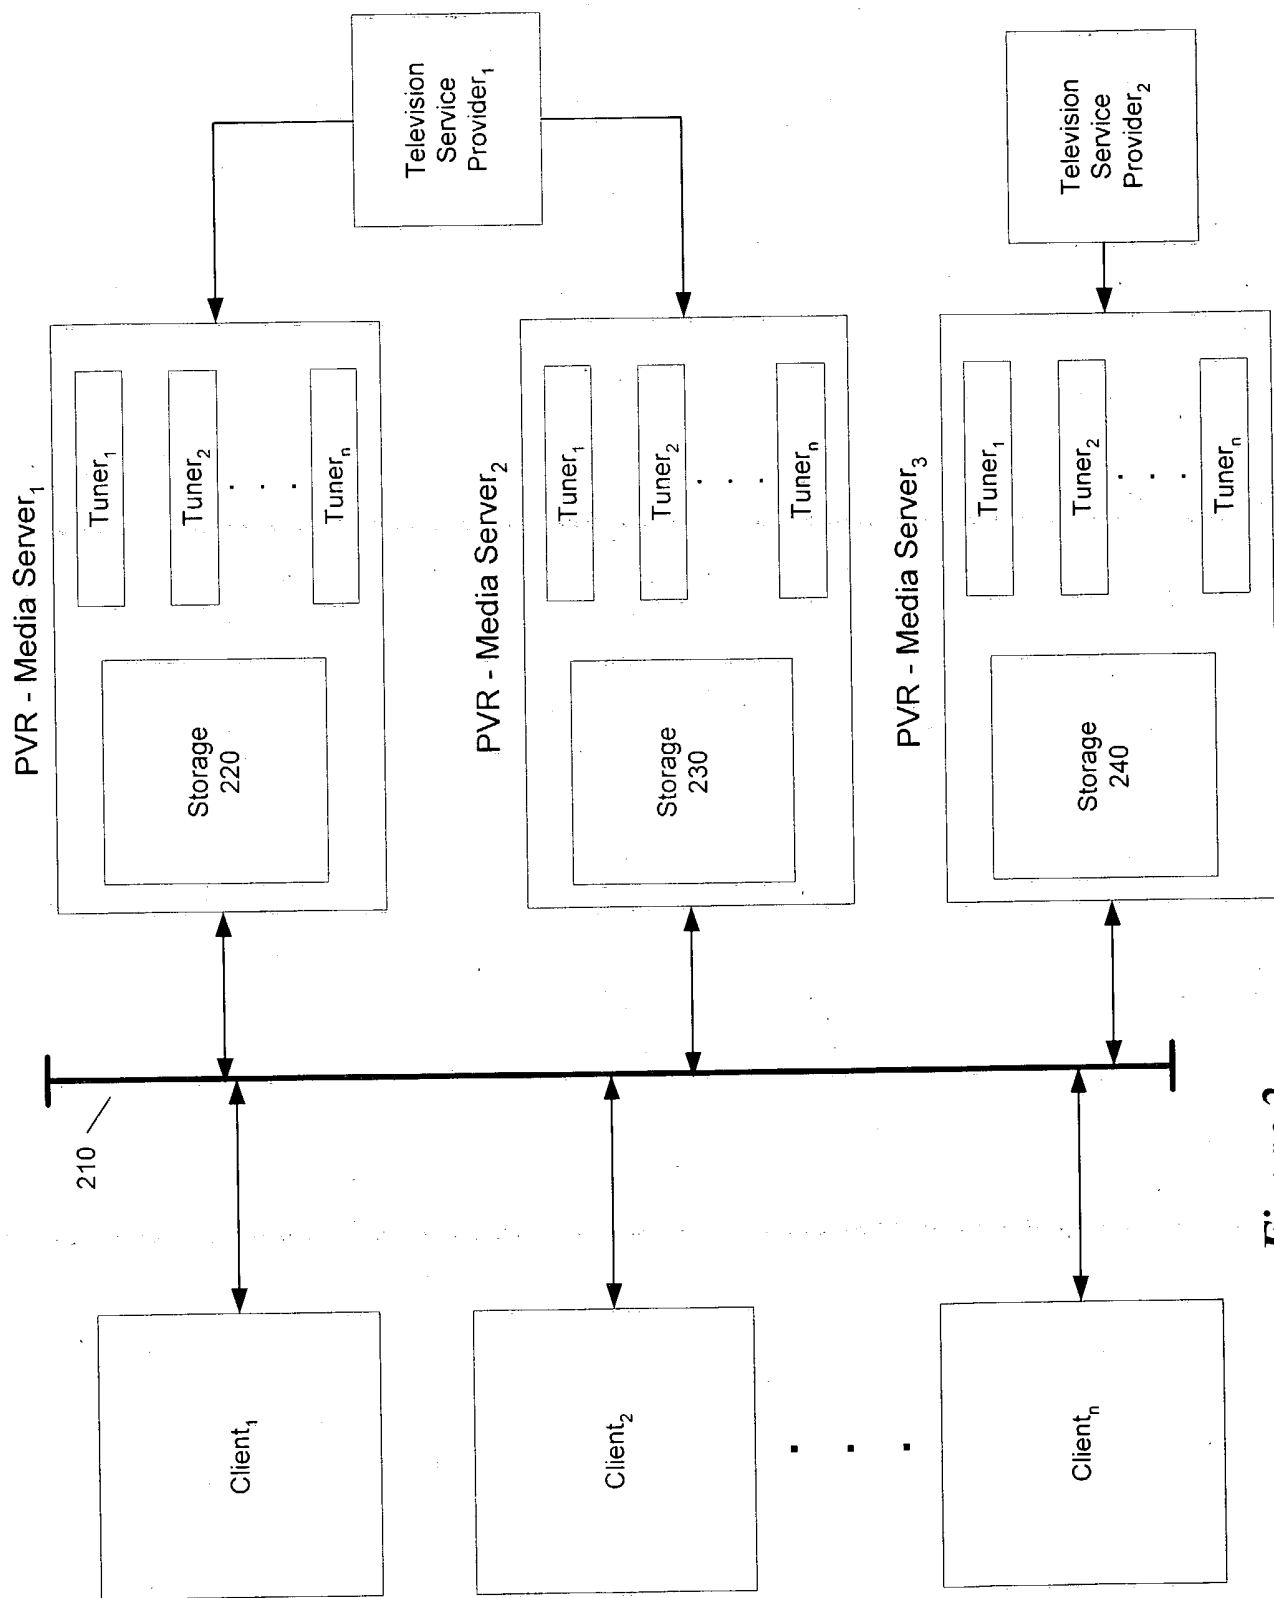 PVR - Media Server₁
Tuner₁
Tuner₂
. . .
Tunerₙ
Storage
220
Television
Service
Provider₁
PVR - Media Server₂
Tuner₁
Tuner₂
. . .
Tunerₙ
Storage
230
PVR - Media Server₃
Tuner₁
Tuner₂
. . .
Tunerₙ
Storage
240
Television
Service
Provider₂
210
Client₁
Client₂
. . .
Clientₙ